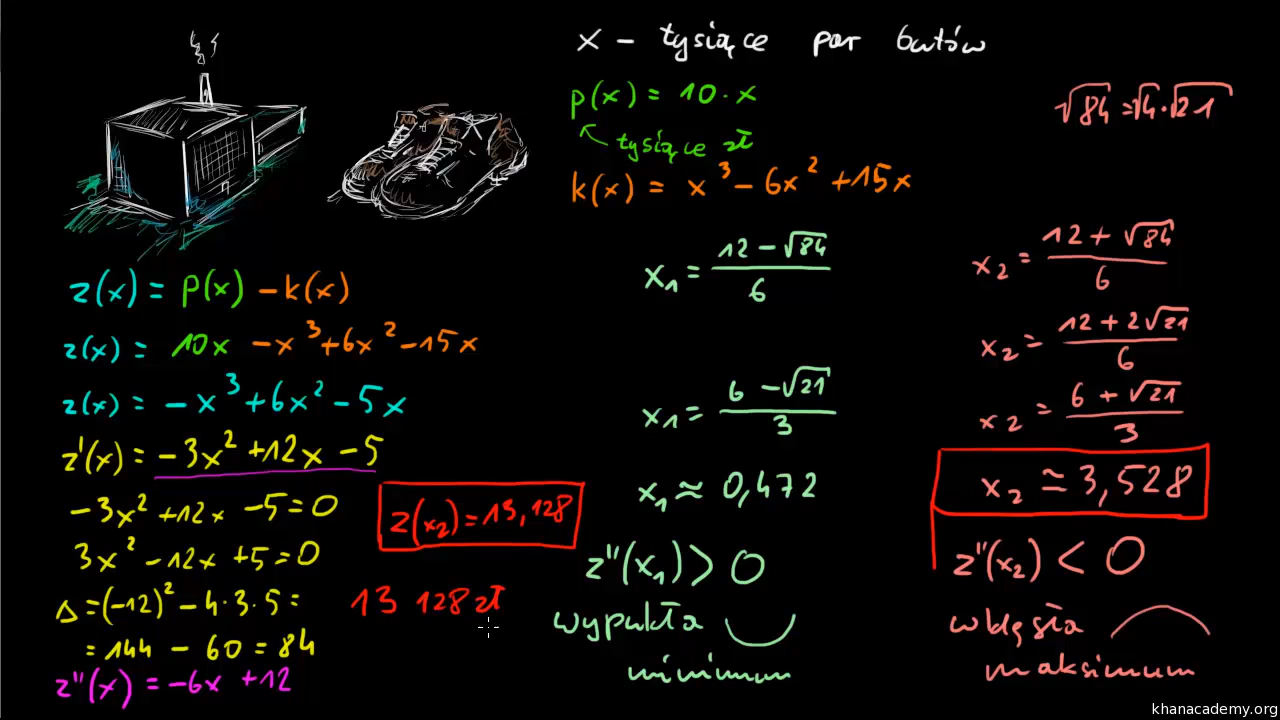 x – tysiące par butów
p(x) = 10·x
tysiące zł
k(x) = x³ – 6x² + 15x
√84 = √4·√21
z(x) = p(x) – k(x)
z(x) = 10x – x³ + 6x² – 15x
z(x) = – x³ + 6x² – 5x
z'(x) = – 3x² + 12x – 5
– 3x² + 12x – 5 = 0
3x² – 12x + 5 = 0
Δ = (–12)² – 4·3·5 =
= 144 – 60 = 84
z''(x) = –6x + 12
z(x₂) = 13,128
13 128 zł
x₁ = (12 – √84)/6
x₁ = (6 – √21)/3
x₁ ≈ 0,472
z''(x₁) > 0
wypukła
minimum
x₂ = (12 + √84)/6
x₂ = (12 + 2√21)/6
x₂ = (6 + √21)/3
x₂ ≃ 3,528
z''(x₂) < 0
wklęsła
maksimum
khanacademy.org